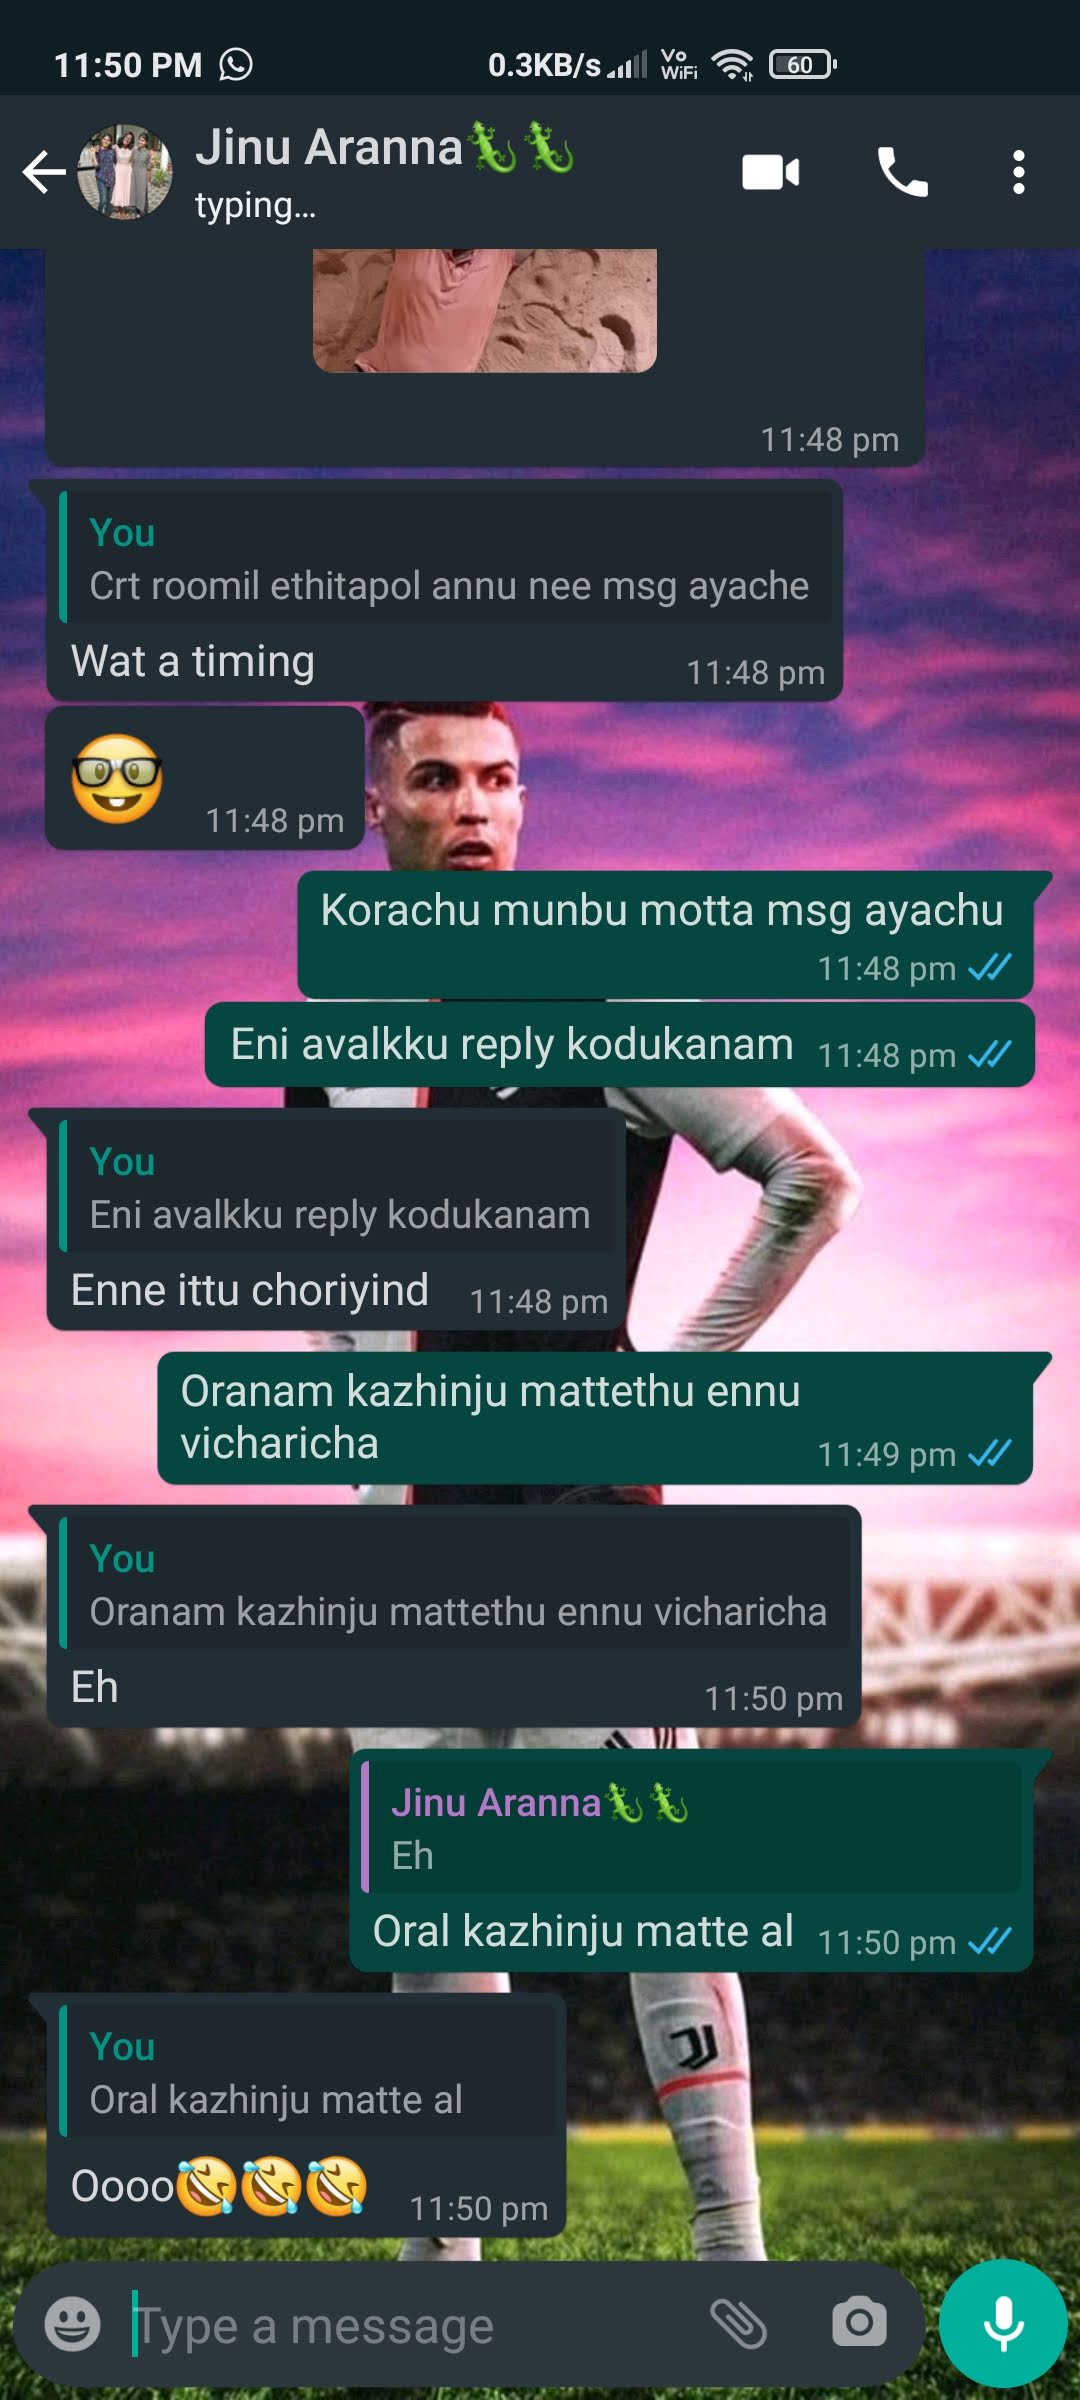 11:50 PM
0.3KB/s
Vo
WiFi
60
Jinu Aranna🦎🦎
typing...
11:48 pm
You
Crt roomil ethitapol annu nee msg ayache
Wat a timing
11:48 pm
🤓
11:48 pm
Korachu munbu motta msg ayachu
11:48 pm
Eni avalkku reply kodukanam
11:48 pm
You
Eni avalkku reply kodukanam
Enne ittu choriyind
11:48 pm
Oranam kazhinju mattethu ennu
vicharicha
11:49 pm
You
Oranam kazhinju mattethu ennu vicharicha
Eh
11:50 pm
Jinu Aranna🦎🦎
Eh
Oral kazhinju matte al
11:50 pm
You
Oral kazhinju matte al
Oooo🤣🤣🤣
11:50 pm
Type a message